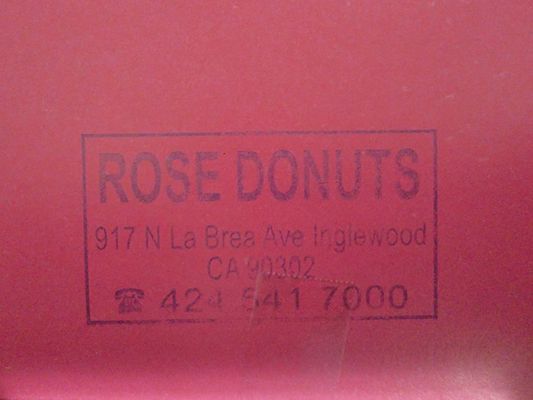 ROSE DONUTS
917 N La Brea Ave Inglewood
CA 90302
☎ 424 541 7000